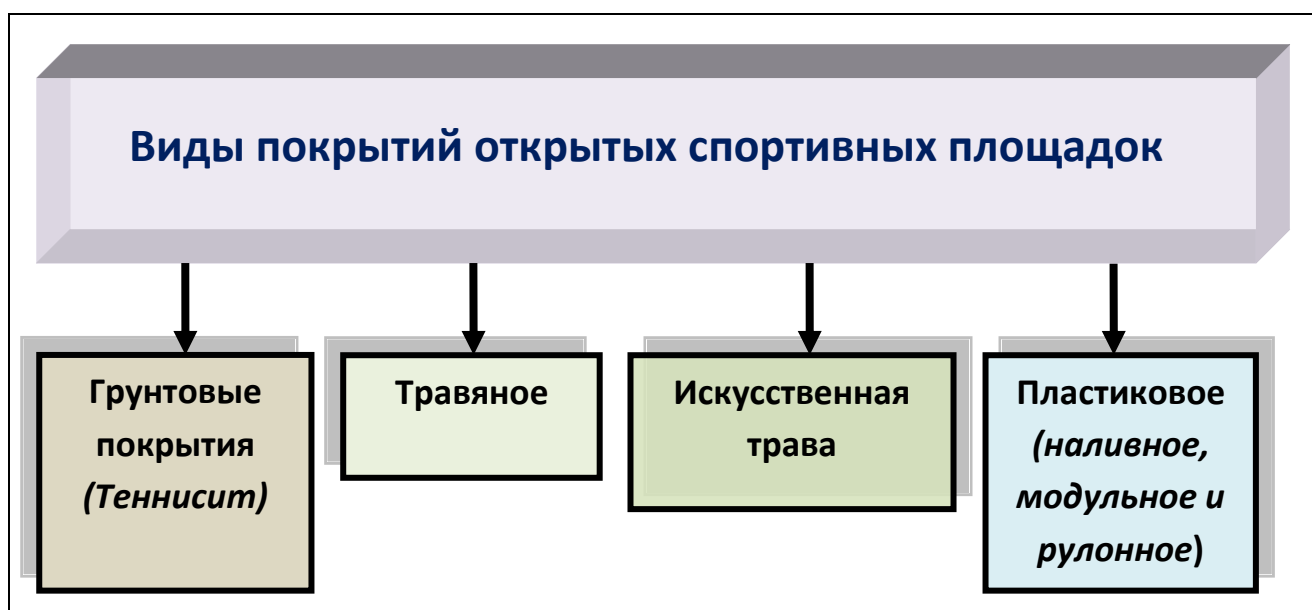 Виды покрытий открытых спортивных площадок
Грунтовые
покрытия
(Теннисит)
Травяное
Искусственная
трава
Пластиковое
(наливное,
модульное и
рулонное)